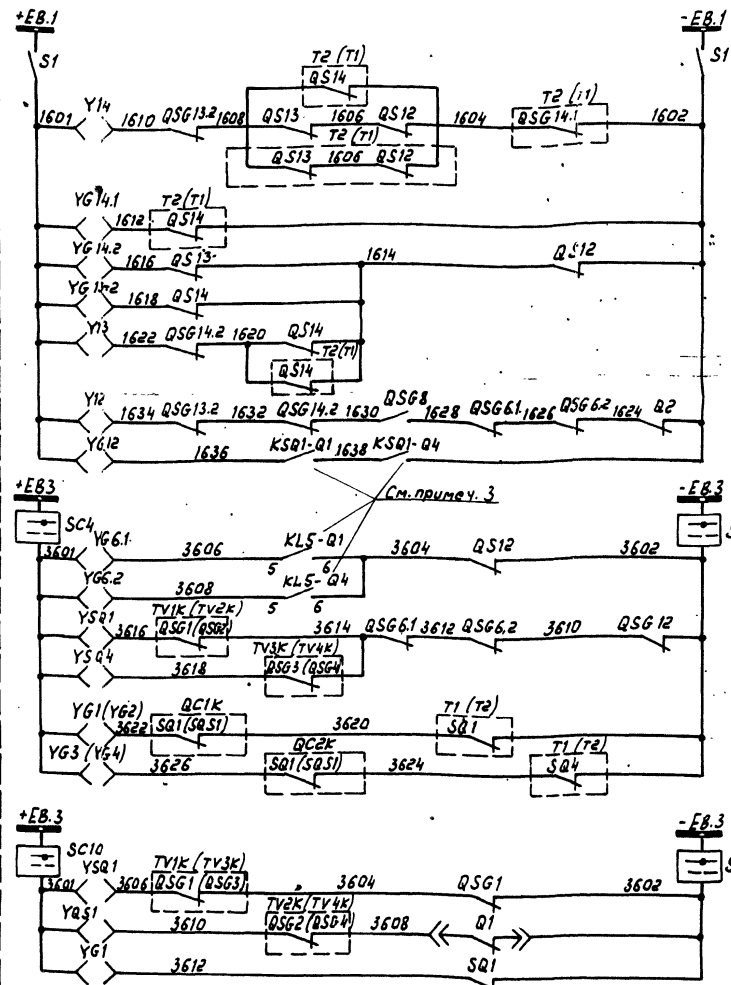 +EB.1 -EB.1
S1 S1
T2 (T1)
QS14
1601 Y14 1610 QSG13.2 1608 QS13 1606 QS12 1604 T2 (T1) QSG14.1 1602
T2 (T1)
QS13 1606 QS12
YG14.1 1612 T2(T1) QS14
YG14.2 1616 QS13 1614 QS12
YG13.2 1618 QS14
Y13 1622 QSG14.2 1620 QS14
T2(T1)
QS14
Y12 1634 QSG13.2 1632 QSG14.2 1630 QSG8 1628 QSG6.1 1626 QSG6.2 1624 Q2
YG12 1636 KSQ1-Q1 1638 KSQ1-Q4
См. примеч. 3
+EB3 -EB.3
SC4 S
3601 YG6.1 3606 5 KL5-Q1 6 3604 QS12 3602
YG6.2 3608 5 KL5-Q4 6
YSQ1 3616 TV1K (TV2K) QSG1 (QSG2) 3614 QSG6.1 3612 QSG6.2 3610 QSG12
YSQ4 3618 TV3K (TV4K) QSG3 (QSG4)
YG1(YG2) 3622 QC1K SQ1(SQS1) 3620 T1 (T2) SQ1
YG3 (YG4) 3626 QC2K SQ1(SQS1) 3624 T1 (T2) SQ4
+EB.3 -EB.3
SC10 S
3601 YSQ1 3606 TV1K (TV3K) QSG1 (QSG3) 3604 QSG1 3602
YQS1 3610 TV2K(TV4K) QSG2 (QSG4) 3608 Q1
YG1 3612 SQ1